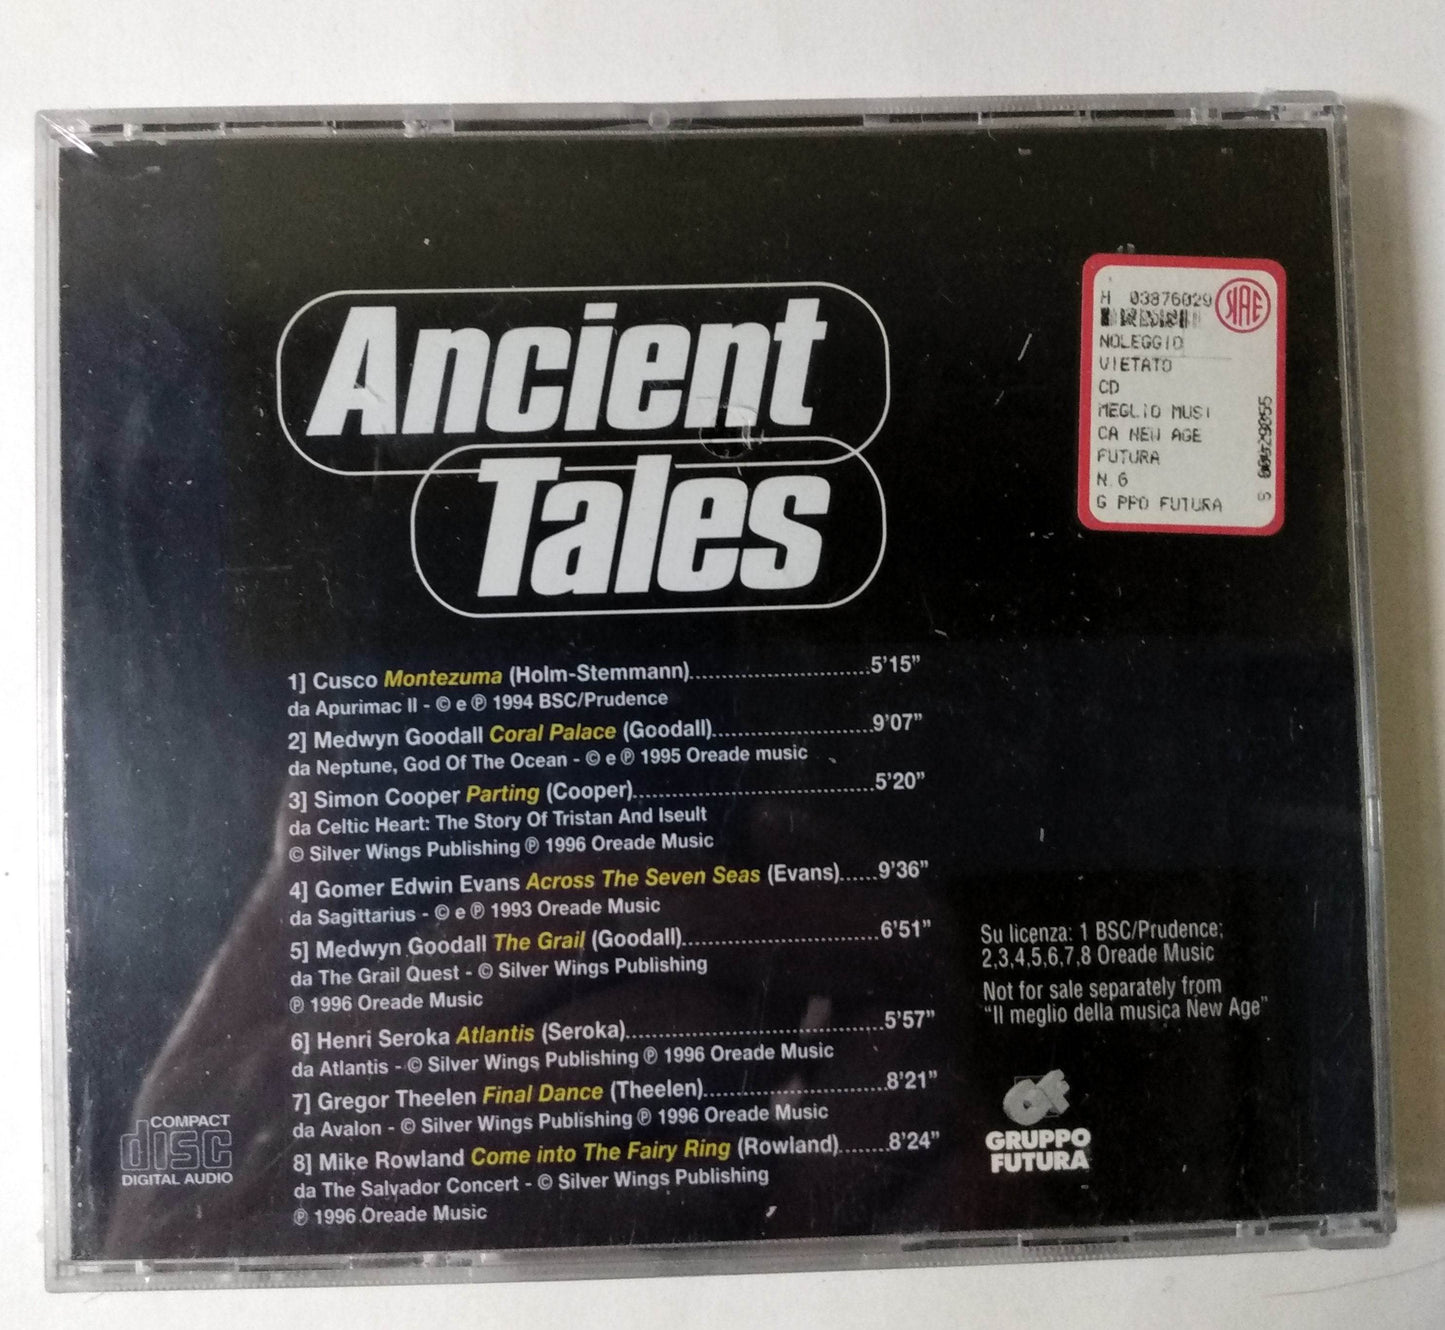 Ancient
Tales
H 03876029
NOLEGGIO
VIETATO
CD
MEGLIO MUSI
CA NEW AGE
FUTURA
N.6
G PPO FUTURA
1] Cusco Montezuma (Holm-Stemmann)..............................5'15”
da Apurimac II - © e ℗ 1994 BSC/Prudence
2] Medwyn Goodall Coral Palace (Goodall)...........................9'07”
da Neptune, God Of The Ocean - © e ℗ 1995 Oreade music
3] Simon Cooper Parting (Cooper)........................................5'20”
da Celtic Heart: The Story Of Tristan And Iseult
© Silver Wings Publishing ℗ 1996 Oreade Music
4] Gomer Edwin Evans Across The Seven Seas (Evans)......9'36”
da Sagittarius - © e ℗ 1993 Oreade Music
5] Medwyn Goodall The Grail (Goodall).................................6'51”
da The Grail Quest - © Silver Wings Publishing
℗ 1996 Oreade Music
6] Henri Seroka Atlantis (Seroka)...........................................5'57”
da Atlantis - © Silver Wings Publishing ℗ 1996 Oreade Music
7] Gregor Theelen Final Dance (Theelen)..............................8'21”
da Avalon - © Silver Wings Publishing ℗ 1996 Oreade Music
8] Mike Rowland Come into The Fairy Ring (Rowland)........8'24”
da The Salvador Concert - © Silver Wings Publishing
℗ 1996 Oreade Music
Su licenza: 1 BSC/Prudence;
2,3,4,5,6,7,8 Oreade Music
Not for sale separately from
“Il meglio della musica New Age”
GRUPPO
FUTURA
COMPACT
disc
DIGITAL AUDIO